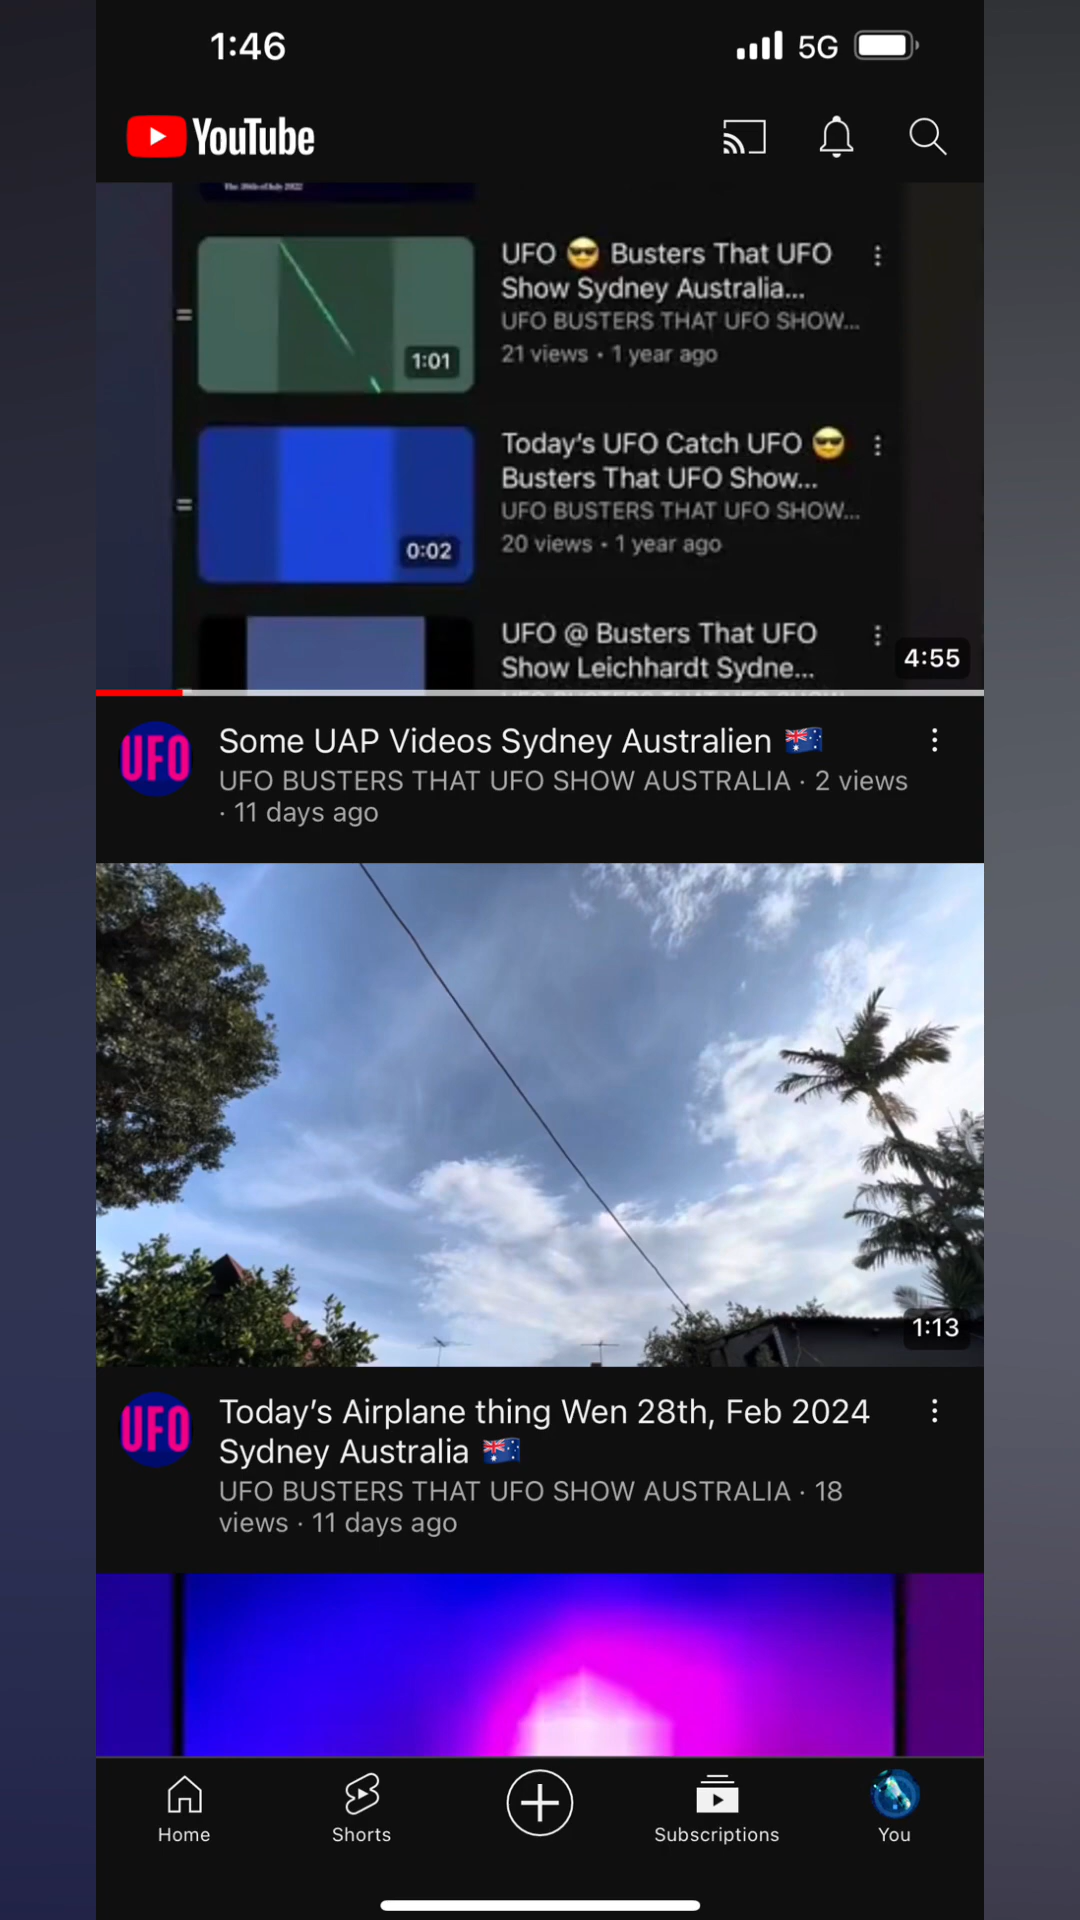 1:46
5G
YouTube
The 30th of July 2022
UFO 😎 Busters That UFO
Show Sydney Australia...
UFO BUSTERS THAT UFO SHOW...
21 views • 1 year ago
1:01
Today's UFO Catch UFO 😎
Busters That UFO Show...
UFO BUSTERS THAT UFO SHOW...
20 views • 1 year ago
0:02
UFO @ Busters That UFO
Show Leichhardt Sydne...
4:55
UFO
Some UAP Videos Sydney Australien 🇦🇺
UFO BUSTERS THAT UFO SHOW AUSTRALIA · 2 views
· 11 days ago
1:13
UFO
Today's Airplane thing Wen 28th, Feb 2024
Sydney Australia 🇦🇺
UFO BUSTERS THAT UFO SHOW AUSTRALIA · 18
views · 11 days ago
Home
Shorts
Subscriptions
You